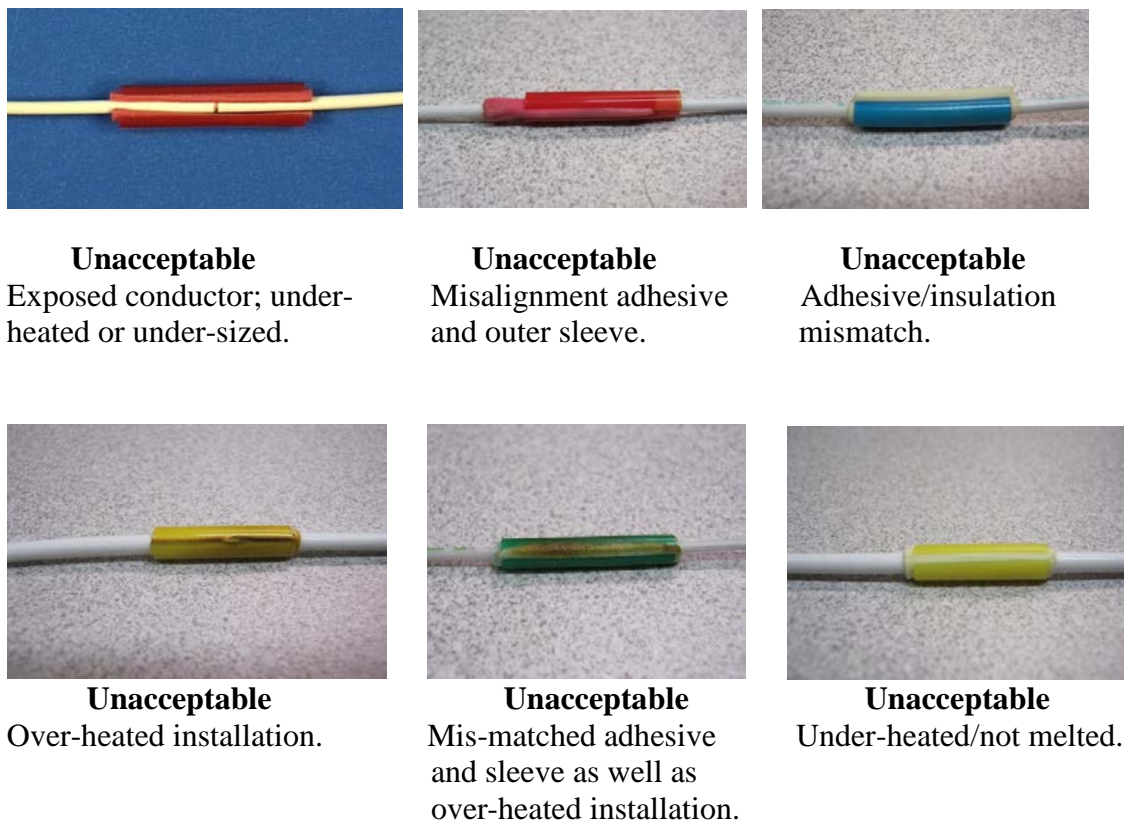 Unacceptable
Exposed conductor; under-
heated or under-sized.
Unacceptable
Misalignment adhesive
and outer sleeve.
Unacceptable
Adhesive/insulation
mismatch.
Unacceptable
Over-heated installation.
Unacceptable
Mis-matched adhesive
and sleeve as well as
over-heated installation.
Unacceptable
Under-heated/not melted.